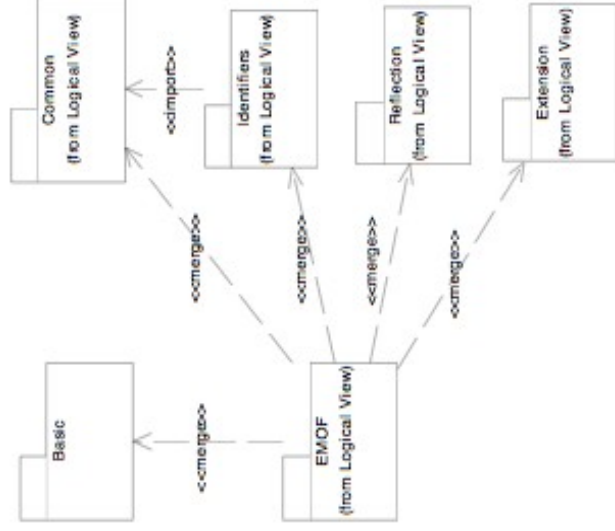 EMOF
(from Logical View)
<<merge>>
Basic
<<merge>>
<<merge>>
<<merge>>
<<merge>>
Extension
(from Logical View)
Reflection
(from Logical View)
Identifiers
(from Logical View)
<<import>>
Common
(from Logical View)